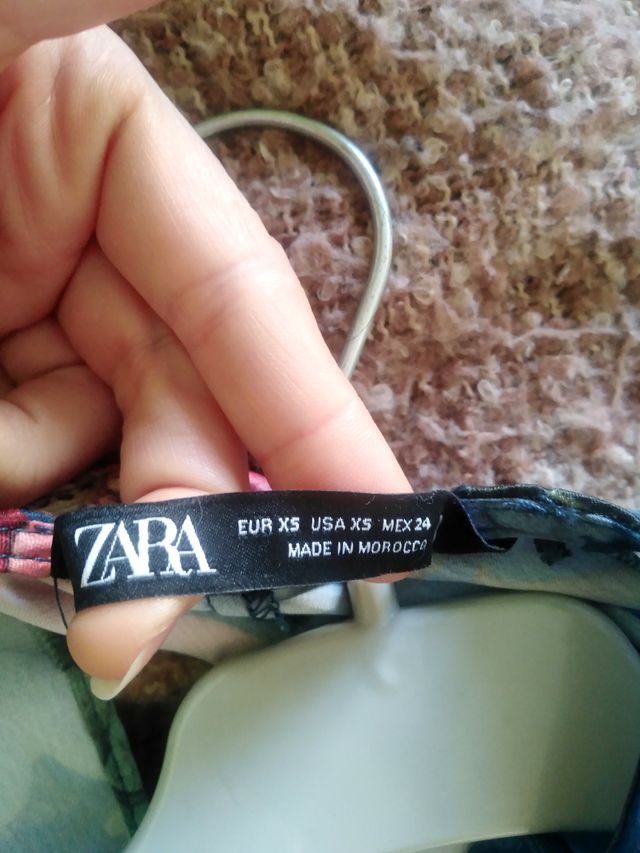 ZARA
EUR XS USA XS MEX 24
MADE IN MOROCCO